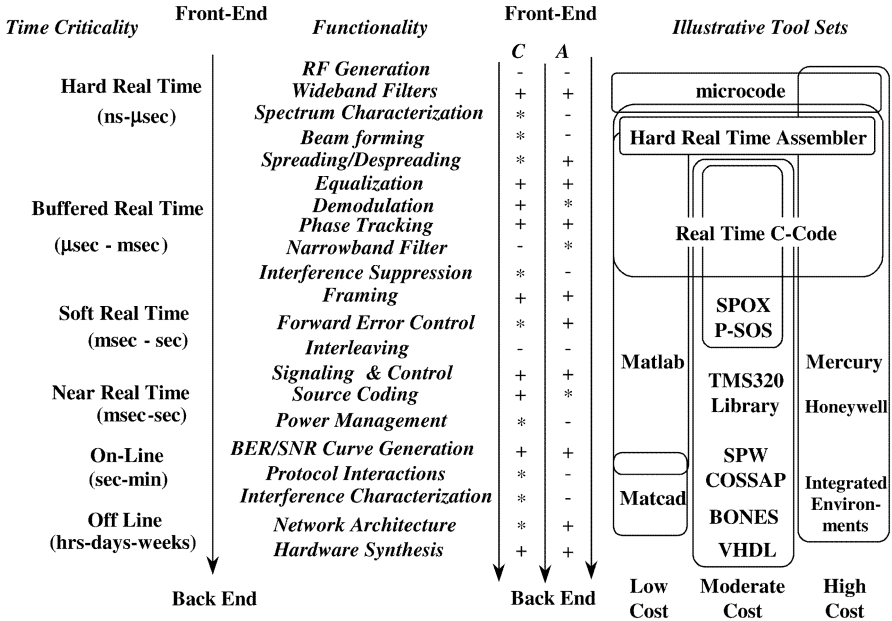 Front-End Front-End
Time Criticality Functionality Illustrative Tool Sets
C A
RF Generation - -
Hard Real Time Wideband Filters + + microcode
(ns-µsec) Spectrum Characterization * -
Beam forming * - Hard Real Time Assembler
Spreading/Despreading * +
Equalization + +
Buffered Real Time Demodulation + *
Phase Tracking + + Real Time C-Code
(µsec - msec) Narrowband Filter - *
Interference Suppression * -
Framing + + SPOX
Soft Real Time Forward Error Control * + P-SOS
(msec - sec) Interleaving - -
Signaling & Control + + Matlab Mercury
Near Real Time Source Coding + * TMS320
(msec-sec) Power Management * - Library Honeywell
On-Line BER/SNR Curve Generation + + SPW
(sec-min) Protocol Interactions * - COSSAP Integrated
Interference Characterization * - Matcad Environ-
Off Line Network Architecture * + BONES ments
(hrs-days-weeks) Hardware Synthesis + + VHDL
Back End Back End Low Moderate High
Cost Cost Cost